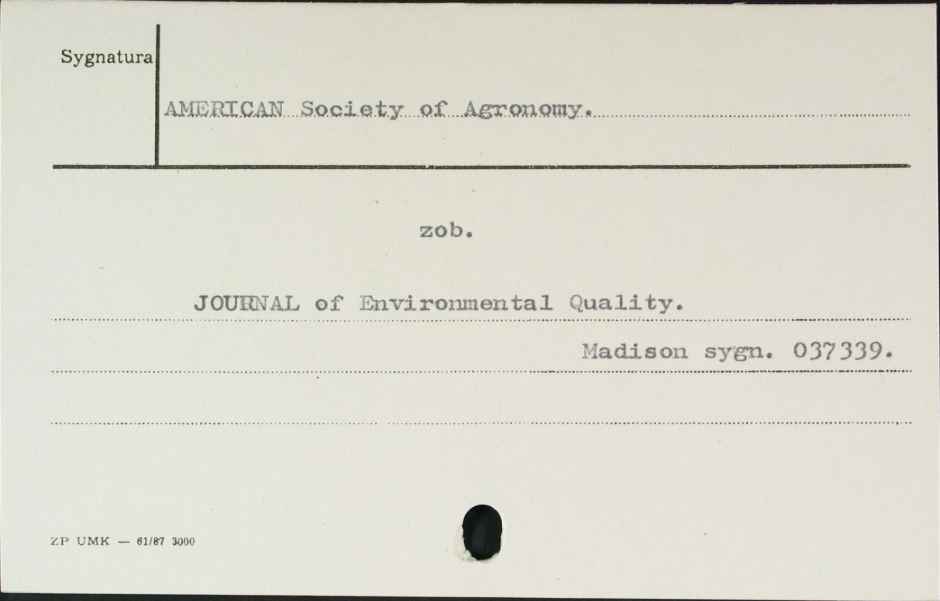 Sygnatura
AMERICAN Society of Agronomy.
zob.
JOURNAL of Environmental Quality.
Madison sygn. 037339.
ZP UMK — 61/87 3000